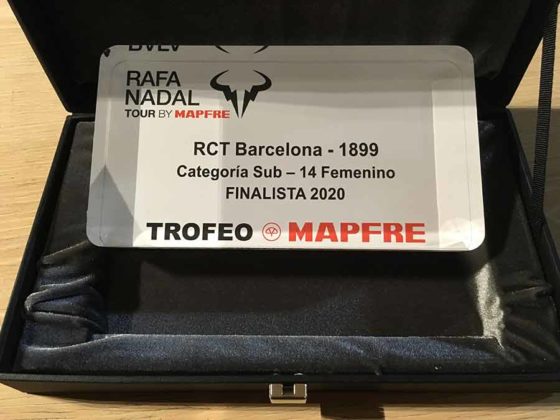 RAFA
NADAL
TOUR BY MAPFRE
RCT Barcelona - 1899
Categoría Sub – 14 Femenino
FINALISTA 2020
TROFEO MAPFRE